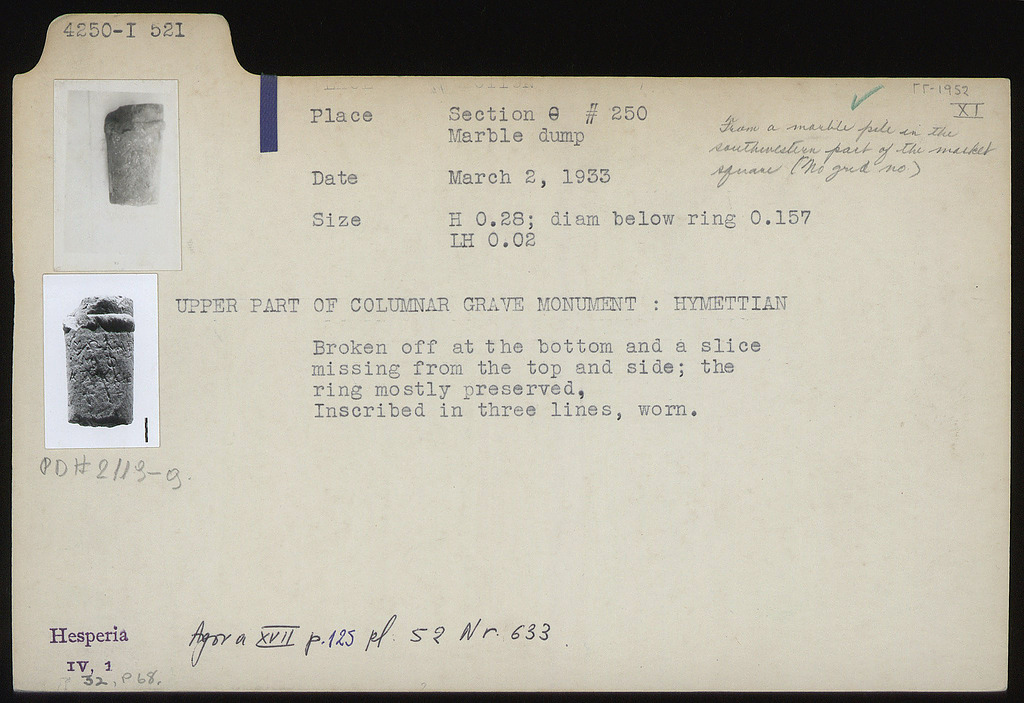 4250-I 521
ΓΓ-1952
XI
Place Section Θ # 250
Marble dump
From a marble pile in the
southwestern part of the market
square (No grid no)
Date March 2, 1933
Size H 0.28; diam below ring 0.157
LH 0.02
UPPER PART OF COLUMNAR GRAVE MONUMENT : HYMETTIAN
Broken off at the bottom and a slice
missing from the top and side; the
ring mostly preserved,
Inscribed in three lines, worn.
PD# 2113-g.
Hesperia
IV, 1
32, p 68.
Agora XVII p.125 pl. 52 Nr. 633.